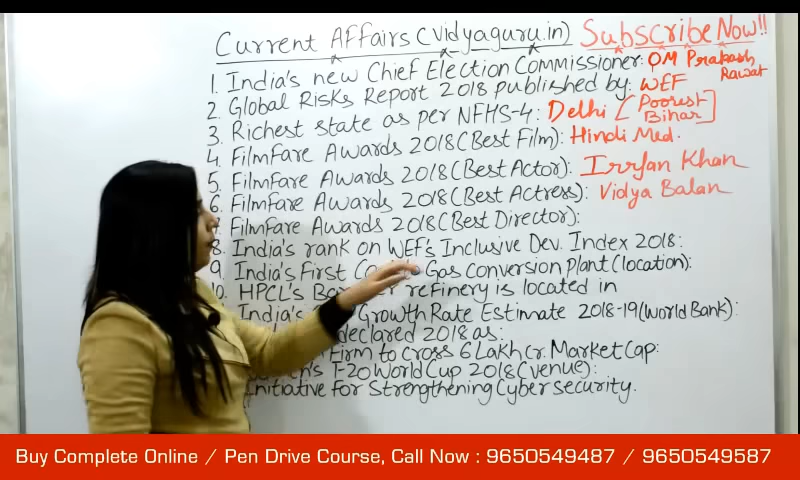 Current Affairs (vidyaguru.in) Subscribe Now!!
1. India's new Chief Election Commissioner: OM Prakash Rawat
2. Global Risks Report 2018 published by: WEF
3. Richest state as per NFHS-4: Delhi [Poorest Bihar]
4. FilmFare Awards 2018 (Best Film): Hindi Med.
5. FilmFare Awards 2018 (Best Actor): Irrfan Khan
6. FilmFare Awards 2018 (Best Actress): Vidya Balan
FilmFare Awards 2018 (Best Director):
8. India's rank on WEF's Inclusive Dev. Index 2018:
9. India's First Gas Conversion Plant (location):
10. HPCL's refinery is located in
India's Growth Rate Estimate 2018-19 (World Bank):
declared 2018 as:
Firm to cross 6 Lakh Cr. Market Cap:
T-20 World Cup 2018 (venue):
Initiative for Strengthening Cyber security.
Buy Complete Online / Pen Drive Course, Call Now : 9650549487 / 9650549587